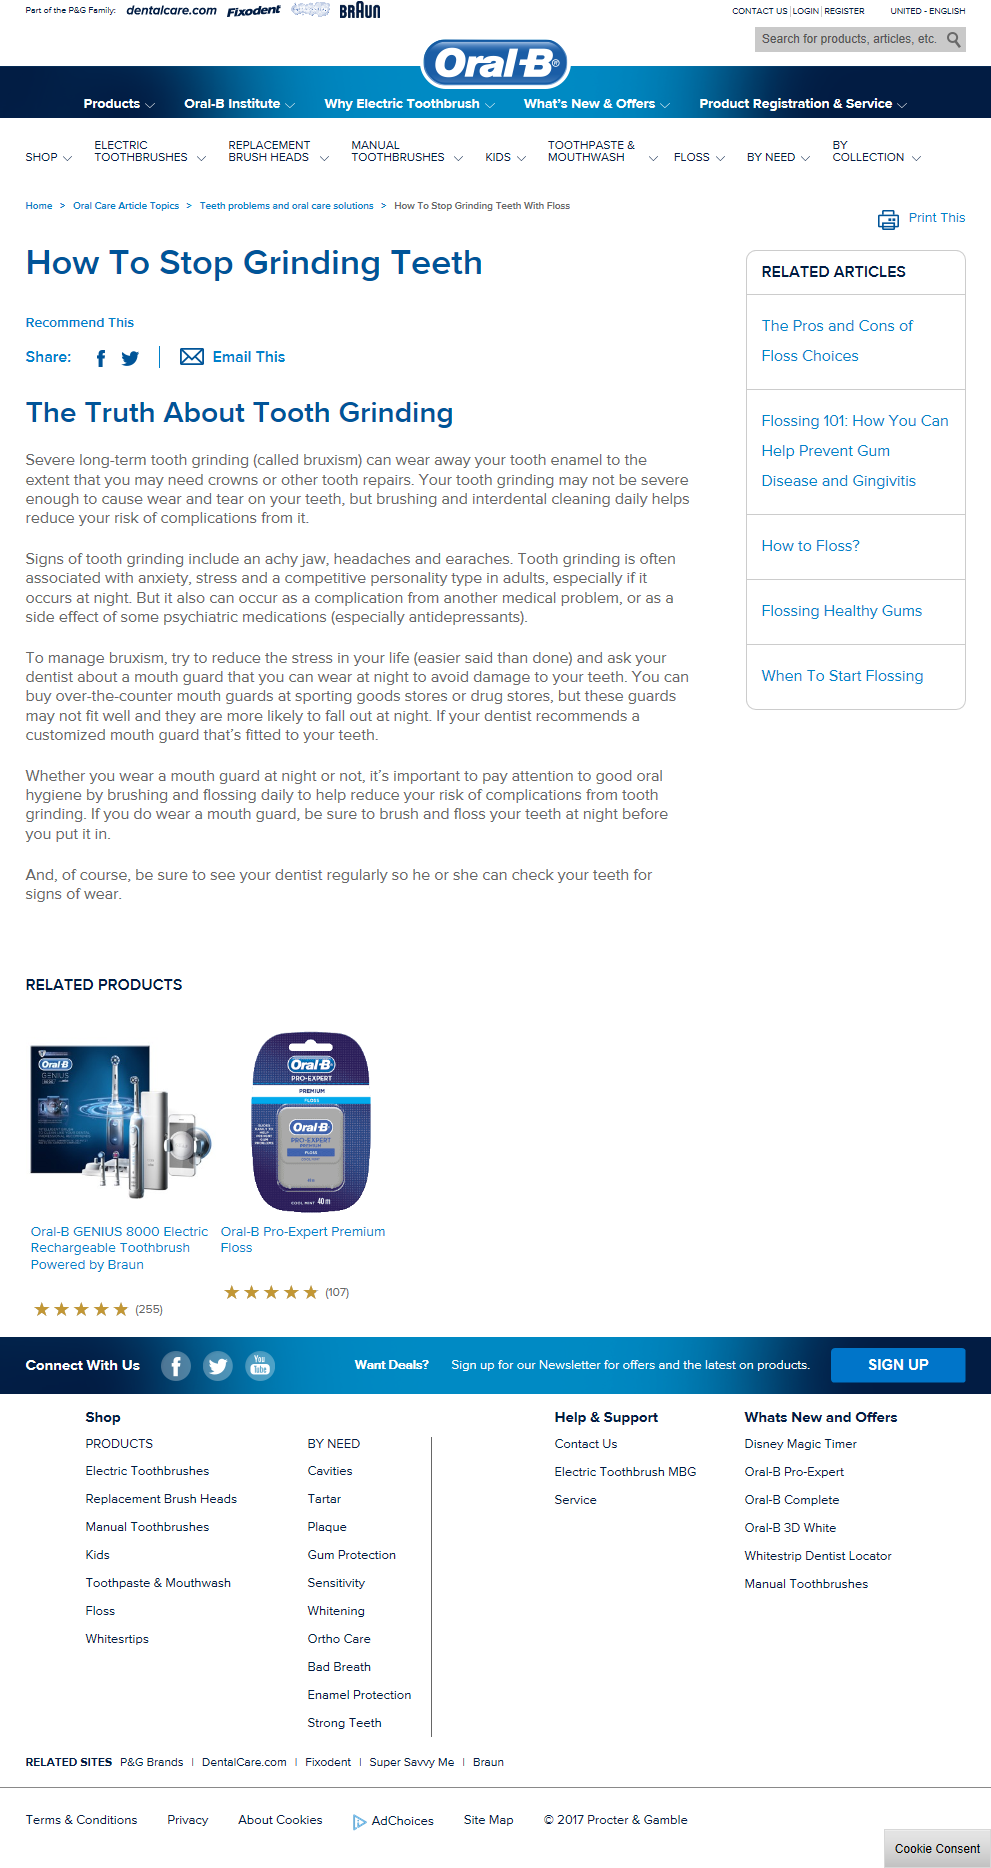 Part of the P&G Family:
dentalcare.com
Fixodent
BRAUN
CONTACT US | LOGIN | REGISTER
UNITED - ENGLISH
Search for products, articles, etc.
Oral-B®
Products
Oral-B Institute
Why Electric Toothbrush
What's New & Offers
Product Registration & Service
SHOP
ELECTRIC
TOOTHBRUSHES
REPLACEMENT
BRUSH HEADS
MANUAL
TOOTHBRUSHES
KIDS
TOOTHPASTE &
MOUTHWASH
FLOSS
BY NEED
BY
COLLECTION
Home > Oral Care Article Topics > Teeth problems and oral care solutions > How To Stop Grinding Teeth With Floss
Print This
How To Stop Grinding Teeth
Recommend This
Share:
Email This
The Truth About Tooth Grinding
Severe long-term tooth grinding (called bruxism) can wear away your tooth enamel to the
extent that you may need crowns or other tooth repairs. Your tooth grinding may not be severe
enough to cause wear and tear on your teeth, but brushing and interdental cleaning daily helps
reduce your risk of complications from it.
Signs of tooth grinding include an achy jaw, headaches and earaches. Tooth grinding is often
associated with anxiety, stress and a competitive personality type in adults, especially if it
occurs at night. But it also can occur as a complication from another medical problem, or as a
side effect of some psychiatric medications (especially antidepressants).
To manage bruxism, try to reduce the stress in your life (easier said than done) and ask your
dentist about a mouth guard that you can wear at night to avoid damage to your teeth. You can
buy over-the-counter mouth guards at sporting goods stores or drug stores, but these guards
may not fit well and they are more likely to fall out at night. If your dentist recommends a
customized mouth guard that's fitted to your teeth.
Whether you wear a mouth guard at night or not, it's important to pay attention to good oral
hygiene by brushing and flossing daily to help reduce your risk of complications from tooth
grinding. If you do wear a mouth guard, be sure to brush and floss your teeth at night before
you put it in.
And, of course, be sure to see your dentist regularly so he or she can check your teeth for
signs of wear.
RELATED ARTICLES
The Pros and Cons of
Floss Choices
Flossing 101: How You Can
Help Prevent Gum
Disease and Gingivitis
How to Floss?
Flossing Healthy Gums
When To Start Flossing
RELATED PRODUCTS
Oral-B
GENIUS
Oral-B
PRO-EXPERT
PREMIUM
FLOSS
Oral-B
PRO-EXPERT
PREMIUM
FLOSS
COOL MINT 40 m
Oral-B GENIUS 8000 Electric
Rechargeable Toothbrush
Powered by Braun
(255)
Oral-B Pro-Expert Premium
Floss
(107)
Connect With Us
You
Tube
Want Deals?
Sign up for our Newsletter for offers and the latest on products.
SIGN UP
Shop
PRODUCTS
Electric Toothbrushes
Replacement Brush Heads
Manual Toothbrushes
Kids
Toothpaste & Mouthwash
Floss
Whitesrtips
BY NEED
Cavities
Tartar
Plaque
Gum Protection
Sensitivity
Whitening
Ortho Care
Bad Breath
Enamel Protection
Strong Teeth
Help & Support
Contact Us
Electric Toothbrush MBG
Service
Whats New and Offers
Disney Magic Timer
Oral-B Pro-Expert
Oral-B Complete
Oral-B 3D White
Whitestrip Dentist Locator
Manual Toothbrushes
RELATED SITES P&G Brands | DentalCare.com | Fixodent | Super Savvy Me | Braun
Terms & Conditions
Privacy
About Cookies
AdChoices
Site Map
© 2017 Procter & Gamble
Cookie Consent